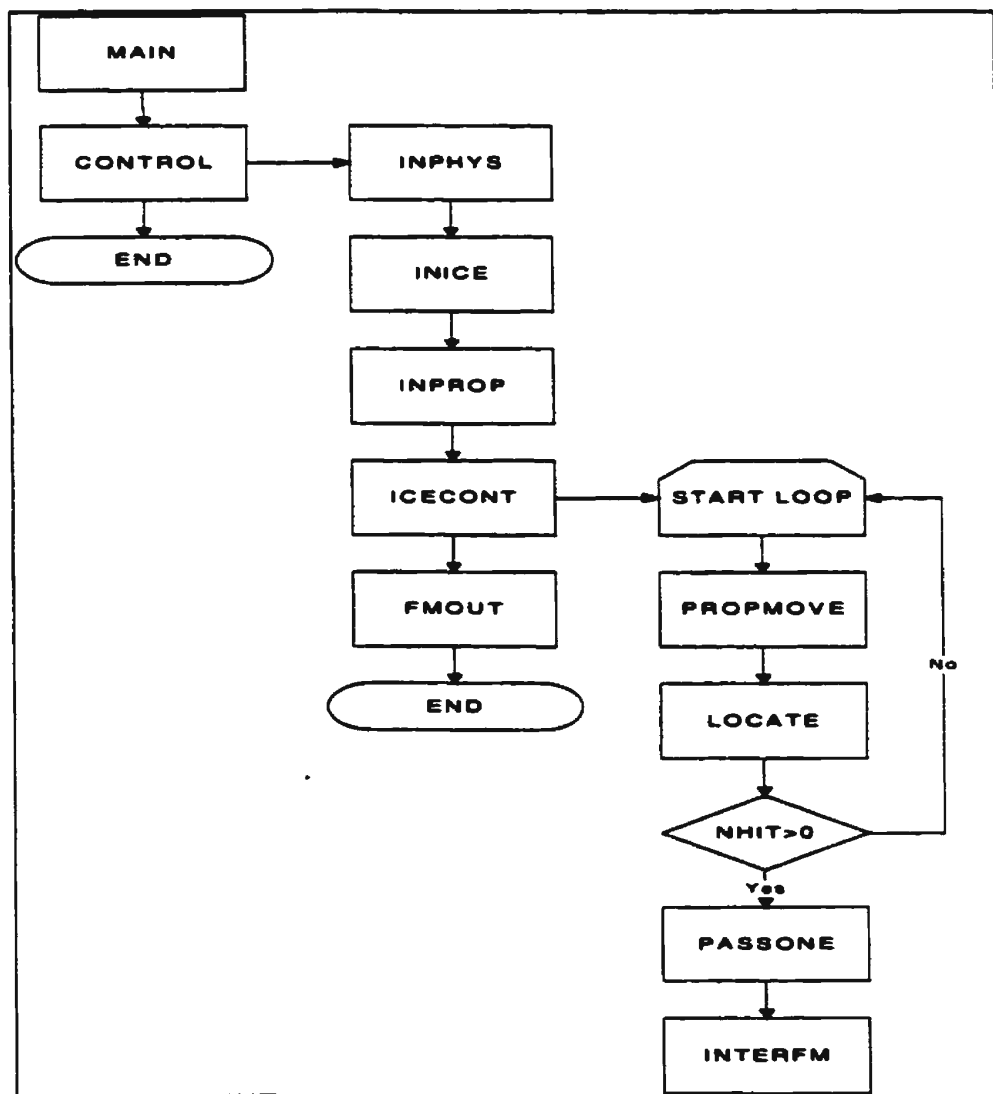 MAIN
CONTROL
END
INPHYS
INICE
INPROP
ICECONT
FMOUT
END
START LOOP
PROPMOVE
LOCATE
NHIT>0
No
Yes
PASSONE
INTERFM